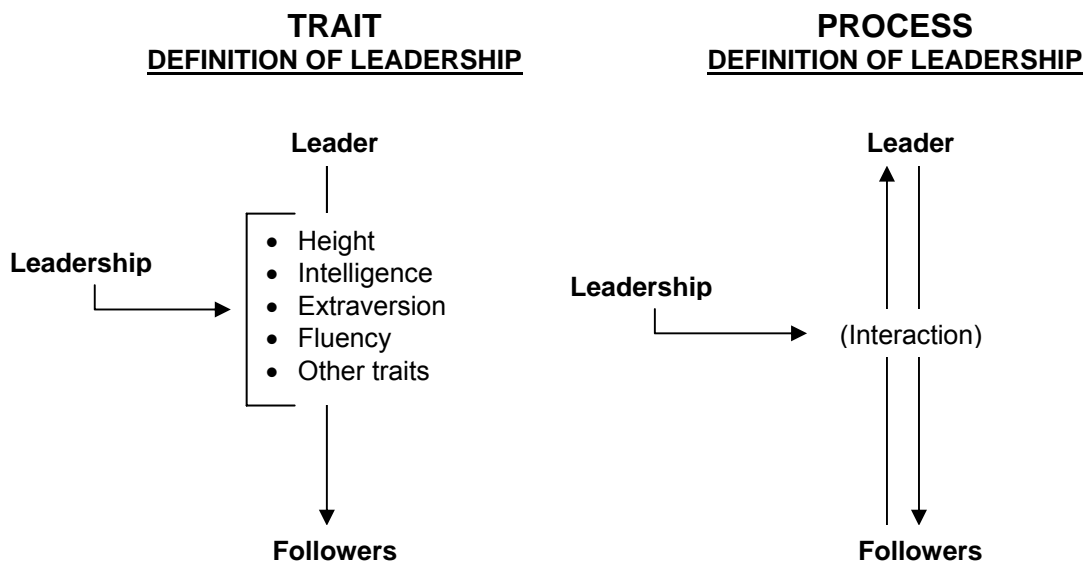 TRAIT
DEFINITION OF LEADERSHIP
Leader
Leadership
• Height
• Intelligence
• Extraversion
• Fluency
• Other traits
Followers
PROCESS
DEFINITION OF LEADERSHIP
Leader
Leadership
(Interaction)
Followers